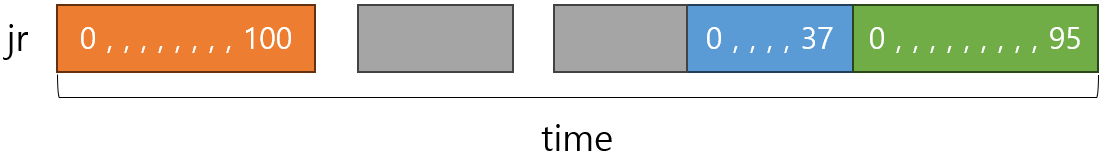 jr 0 , , , , , , , , 100 0 , , , , 37 0 , , , , , , , , , 95
time